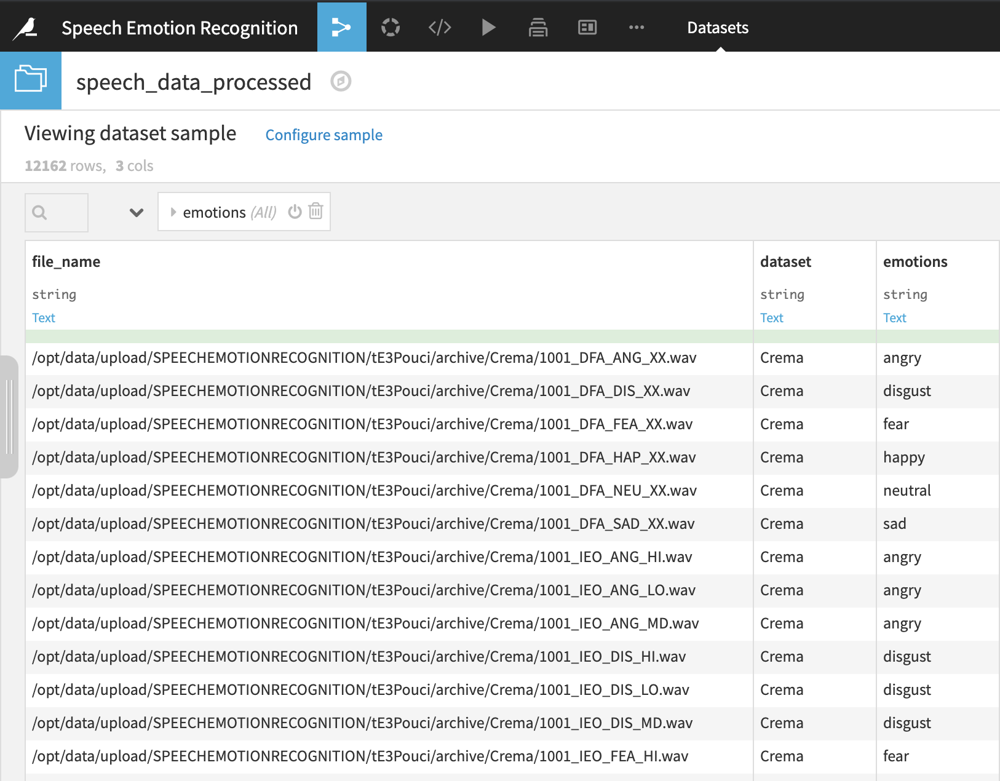 Speech Emotion Recognition Datasets
speech_data_processed
Viewing dataset sample Configure sample
12162 rows, 3 cols
emotions (All)
file_name dataset emotions
string string string
Text Text Text
/opt/data/upload/SPEECHEMOTIONRECOGNITION/tE3Pouci/archive/Crema/1001_DFA_ANG_XX.wav Crema angry
/opt/data/upload/SPEECHEMOTIONRECOGNITION/tE3Pouci/archive/Crema/1001_DFA_DIS_XX.wav Crema disgust
/opt/data/upload/SPEECHEMOTIONRECOGNITION/tE3Pouci/archive/Crema/1001_DFA_FEA_XX.wav Crema fear
/opt/data/upload/SPEECHEMOTIONRECOGNITION/tE3Pouci/archive/Crema/1001_DFA_HAP_XX.wav Crema happy
/opt/data/upload/SPEECHEMOTIONRECOGNITION/tE3Pouci/archive/Crema/1001_DFA_NEU_XX.wav Crema neutral
/opt/data/upload/SPEECHEMOTIONRECOGNITION/tE3Pouci/archive/Crema/1001_DFA_SAD_XX.wav Crema sad
/opt/data/upload/SPEECHEMOTIONRECOGNITION/tE3Pouci/archive/Crema/1001_IEO_ANG_HI.wav Crema angry
/opt/data/upload/SPEECHEMOTIONRECOGNITION/tE3Pouci/archive/Crema/1001_IEO_ANG_LO.wav Crema angry
/opt/data/upload/SPEECHEMOTIONRECOGNITION/tE3Pouci/archive/Crema/1001_IEO_ANG_MD.wav Crema angry
/opt/data/upload/SPEECHEMOTIONRECOGNITION/tE3Pouci/archive/Crema/1001_IEO_DIS_HI.wav Crema disgust
/opt/data/upload/SPEECHEMOTIONRECOGNITION/tE3Pouci/archive/Crema/1001_IEO_DIS_LO.wav Crema disgust
/opt/data/upload/SPEECHEMOTIONRECOGNITION/tE3Pouci/archive/Crema/1001_IEO_DIS_MD.wav Crema disgust
/opt/data/upload/SPEECHEMOTIONRECOGNITION/tE3Pouci/archive/Crema/1001_IEO_FEA_HI.wav Crema fear